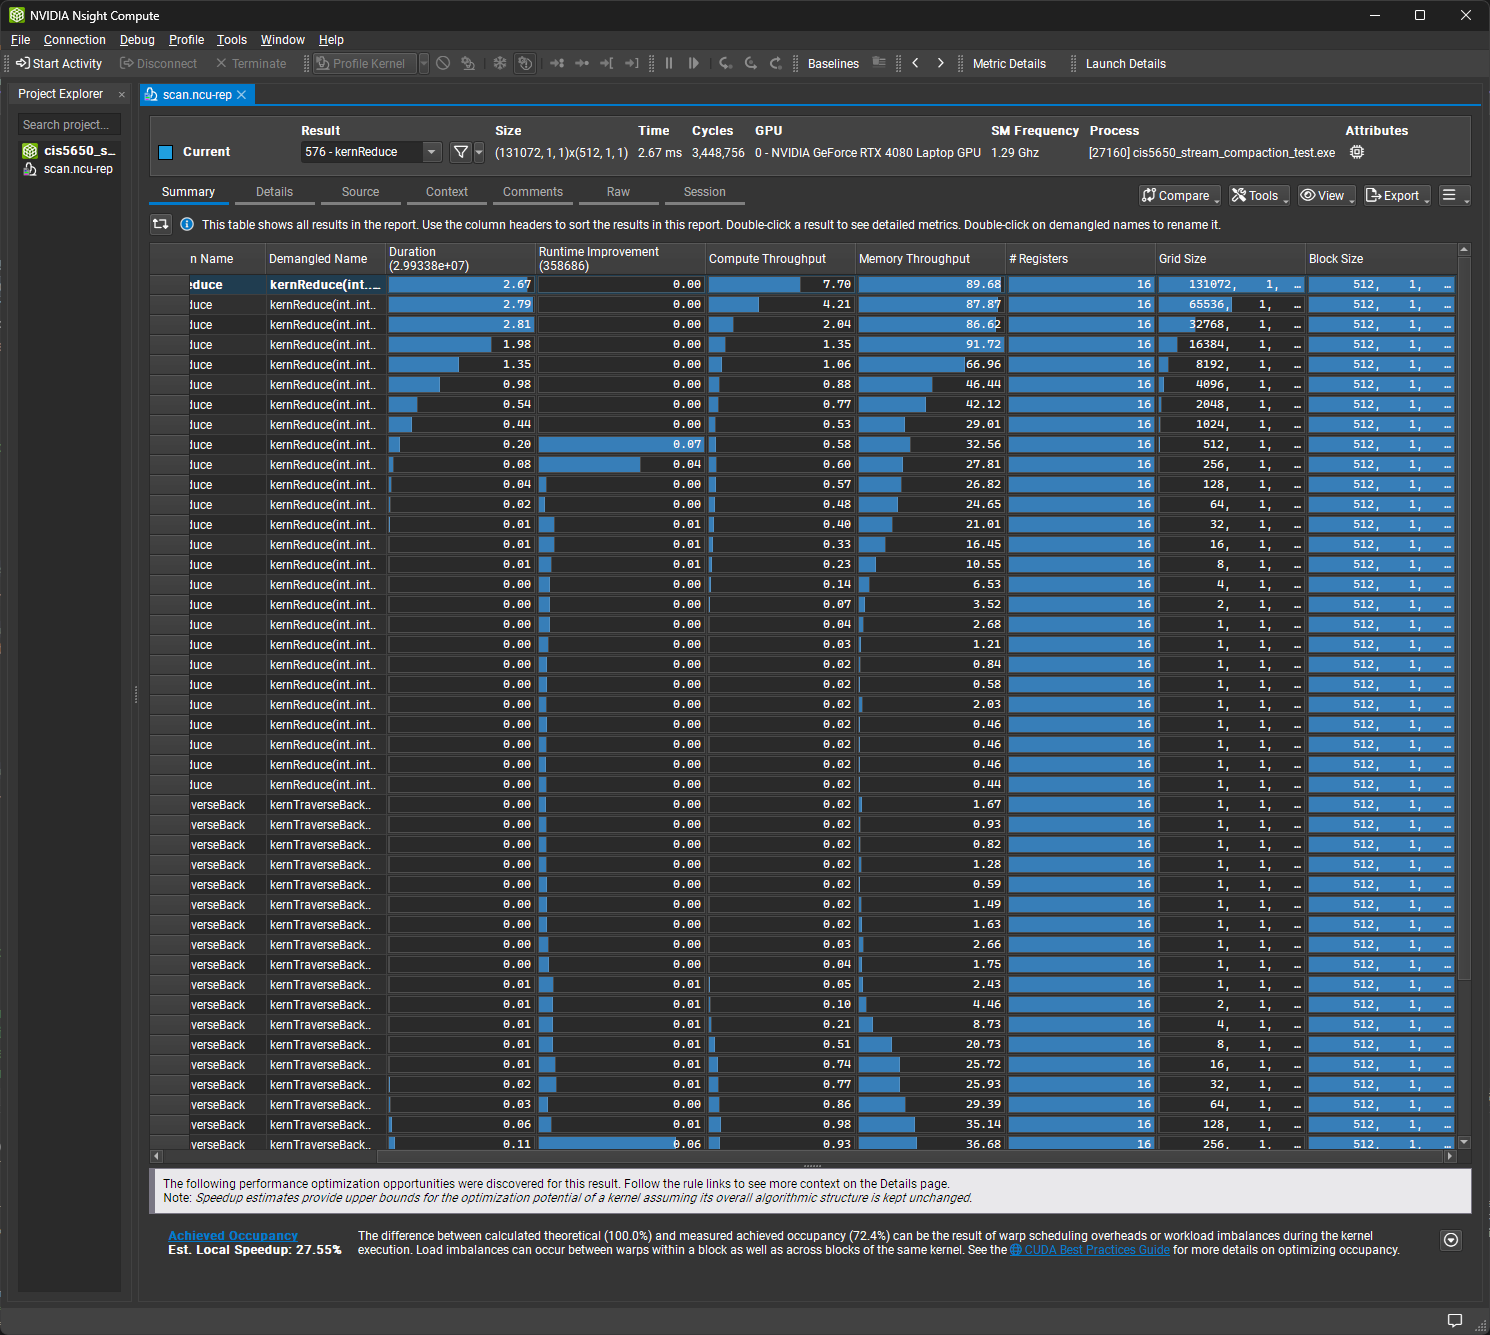 NVIDIA Nsight Compute
File Connection Debug Profile Tools Window Help
Start Activity Disconnect Terminate Profile Kernel Baselines Metric Details Launch Details
Project Explorer
scan.ncu-rep
Search project...
cis5650_s...
scan.ncu-rep
Result Size Time Cycles GPU SM Frequency Process Attributes
Current 576 - kernReduce (131072, 1, 1)x(512, 1, 1) 2.67 ms 3,448,756 0 - NVIDIA GeForce RTX 4080 Laptop GPU 1.29 Ghz [27160] cis5650_stream_compaction_test.exe
Summary Details Source Context Comments Raw Session Compare Tools View Export
This table shows all results in the report. Use the column headers to sort the results in this report. Double-click a result to see detailed metrics. Double-click on demangled names to rename it.
n Name Demangled Name Duration (2.99338e+07) Runtime Improvement (358686) Compute Throughput Memory Throughput # Registers Grid Size Block Size
educe kernReduce(int...… 2.67 0.00 7.70 89.68 16 131072, 1, … 512, 1, …
duce kernReduce(int..int.. 2.79 0.00 4.21 87.87 16 65536, 1, … 512, 1, …
duce kernReduce(int..int.. 2.81 0.00 2.04 86.62 16 32768, 1, … 512, 1, …
duce kernReduce(int..int.. 1.98 0.00 1.35 91.72 16 16384, 1, … 512, 1, …
duce kernReduce(int..int.. 1.35 0.00 1.06 66.96 16 8192, 1, … 512, 1, …
duce kernReduce(int..int.. 0.98 0.00 0.88 46.44 16 4096, 1, … 512, 1, …
duce kernReduce(int..int.. 0.54 0.00 0.77 42.12 16 2048, 1, … 512, 1, …
duce kernReduce(int..int.. 0.44 0.00 0.53 29.01 16 1024, 1, … 512, 1, …
duce kernReduce(int..int.. 0.20 0.07 0.58 32.56 16 512, 1, … 512, 1, …
duce kernReduce(int..int.. 0.08 0.04 0.60 27.81 16 256, 1, … 512, 1, …
duce kernReduce(int..int.. 0.04 0.00 0.57 26.82 16 128, 1, … 512, 1, …
duce kernReduce(int..int.. 0.02 0.00 0.48 24.65 16 64, 1, … 512, 1, …
duce kernReduce(int..int.. 0.01 0.01 0.40 21.01 16 32, 1, … 512, 1, …
duce kernReduce(int..int.. 0.01 0.01 0.33 16.45 16 16, 1, … 512, 1, …
duce kernReduce(int..int.. 0.01 0.01 0.23 10.55 16 8, 1, … 512, 1, …
duce kernReduce(int..int.. 0.00 0.00 0.14 6.53 16 4, 1, … 512, 1, …
duce kernReduce(int..int.. 0.00 0.00 0.07 3.52 16 2, 1, … 512, 1, …
duce kernReduce(int..int.. 0.00 0.00 0.04 2.68 16 1, 1, … 512, 1, …
duce kernReduce(int..int.. 0.00 0.00 0.03 1.21 16 1, 1, … 512, 1, …
duce kernReduce(int..int.. 0.00 0.00 0.02 0.84 16 1, 1, … 512, 1, …
duce kernReduce(int..int.. 0.00 0.00 0.02 0.58 16 1, 1, … 512, 1, …
duce kernReduce(int..int.. 0.00 0.00 0.02 2.03 16 1, 1, … 512, 1, …
duce kernReduce(int..int.. 0.00 0.00 0.02 0.46 16 1, 1, … 512, 1, …
duce kernReduce(int..int.. 0.00 0.00 0.02 0.46 16 1, 1, … 512, 1, …
duce kernReduce(int..int.. 0.00 0.00 0.02 0.46 16 1, 1, … 512, 1, …
duce kernReduce(int..int.. 0.00 0.00 0.02 0.44 16 1, 1, … 512, 1, …
verseBack kernTraverseBack.. 0.00 0.00 0.02 1.67 16 1, 1, … 512, 1, …
verseBack kernTraverseBack.. 0.00 0.00 0.02 0.93 16 1, 1, … 512, 1, …
verseBack kernTraverseBack.. 0.00 0.00 0.02 0.82 16 1, 1, … 512, 1, …
verseBack kernTraverseBack.. 0.00 0.00 0.02 1.28 16 1, 1, … 512, 1, …
verseBack kernTraverseBack.. 0.00 0.00 0.02 0.59 16 1, 1, … 512, 1, …
verseBack kernTraverseBack.. 0.00 0.00 0.02 1.49 16 1, 1, … 512, 1, …
verseBack kernTraverseBack.. 0.00 0.00 0.02 1.63 16 1, 1, … 512, 1, …
verseBack kernTraverseBack.. 0.00 0.00 0.03 2.66 16 1, 1, … 512, 1, …
verseBack kernTraverseBack.. 0.00 0.00 0.04 1.75 16 1, 1, … 512, 1, …
verseBack kernTraverseBack.. 0.01 0.01 0.05 2.43 16 1, 1, … 512, 1, …
verseBack kernTraverseBack.. 0.01 0.01 0.10 4.46 16 2, 1, … 512, 1, …
verseBack kernTraverseBack.. 0.01 0.01 0.21 8.73 16 4, 1, … 512, 1, …
verseBack kernTraverseBack.. 0.01 0.01 0.51 20.73 16 8, 1, … 512, 1, …
verseBack kernTraverseBack.. 0.01 0.01 0.74 25.72 16 16, 1, … 512, 1, …
verseBack kernTraverseBack.. 0.02 0.01 0.77 25.93 16 32, 1, … 512, 1, …
verseBack kernTraverseBack.. 0.03 0.00 0.86 29.39 16 64, 1, … 512, 1, …
verseBack kernTraverseBack.. 0.06 0.01 0.98 35.14 16 128, 1, … 512, 1, …
verseBack kernTraverseBack.. 0.11 0.06 0.93 36.68 16 256, 1, … 512, 1, …
The following performance optimization opportunities were discovered for this result. Follow the rule links to see more context on the Details page.
Note: Speedup estimates provide upper bounds for the optimization potential of a kernel assuming its overall algorithmic structure is kept unchanged.
Achieved Occupancy
Est. Local Speedup: 27.55%
The difference between calculated theoretical (100.0%) and measured achieved occupancy (72.4%) can be the result of warp scheduling overheads or workload imbalances during the kernel
execution. Load imbalances can occur between warps within a block as well as across blocks of the same kernel. See the CUDA Best Practices Guide for more details on optimizing occupancy.